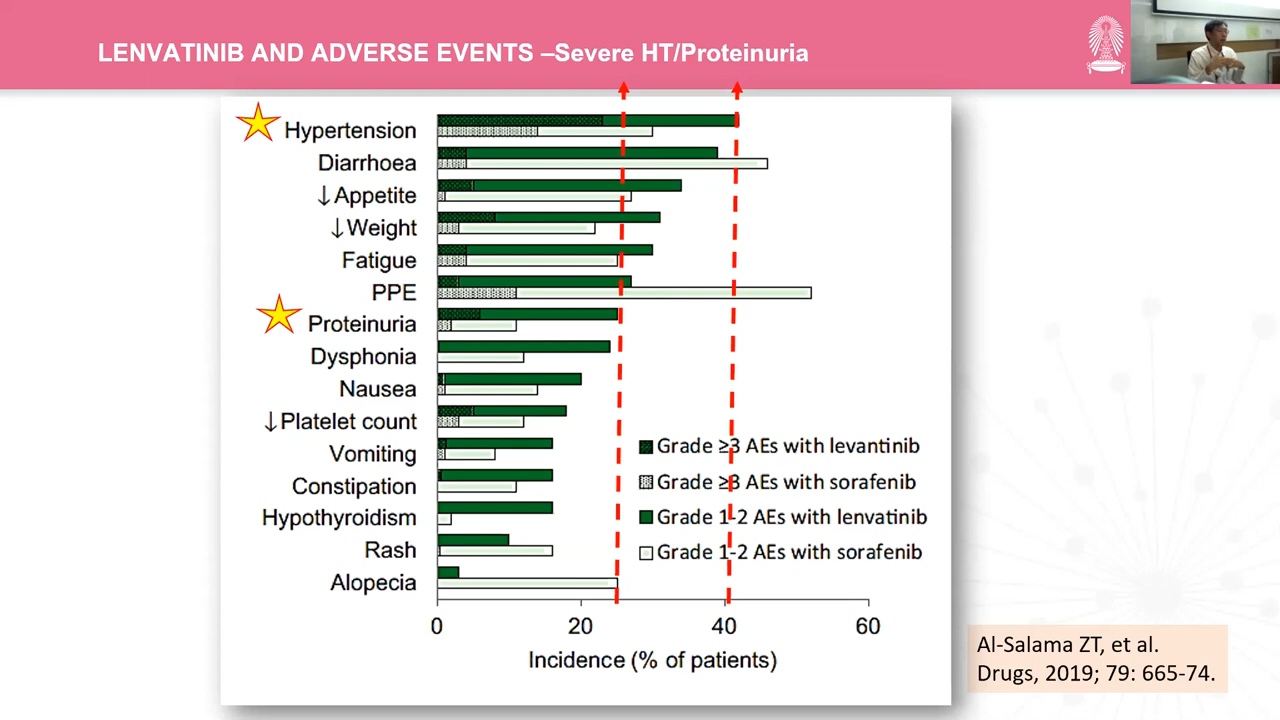 LENVATINIB AND ADVERSE EVENTS –Severe HT/Proteinuria
Hypertension
Diarrhoea
↓Appetite
↓Weight
Fatigue
PPE
Proteinuria
Dysphonia
Nausea
↓Platelet count
Vomiting
Constipation
Hypothyroidism
Rash
Alopecia
Grade ≥3 AEs with levantinib
Grade ≥3 AEs with sorafenib
Grade 1-2 AEs with lenvatinib
Grade 1-2 AEs with sorafenib
0 20 40 60
Incidence (% of patients)
Al-Salama ZT, et al.
Drugs, 2019; 79: 665-74.